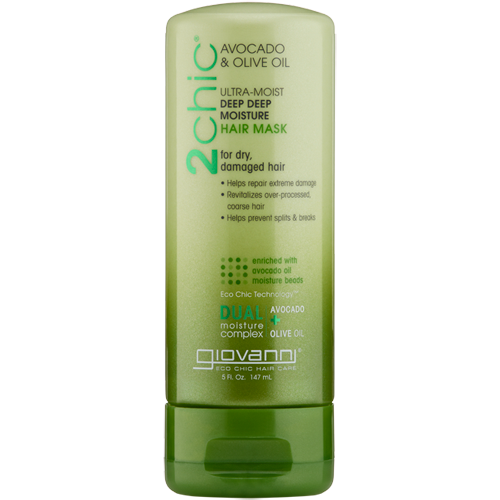 2chic®
AVOCADO
& OLIVE OIL
ULTRA-MOIST
DEEP DEEP
MOISTURE
HAIR MASK
for dry,
damaged hair
• Helps repair extreme damage
• Revitalizes over-processed,
coarse hair
• Helps prevent splits & breaks
enriched with
avocado oil
moisture beads
Eco Chic Technology™
DUAL
moisture
complex
AVOCADO
+
OLIVE OIL
giovanni®
ECO CHIC HAIR CARE
5 Fl. Oz. 147 mL